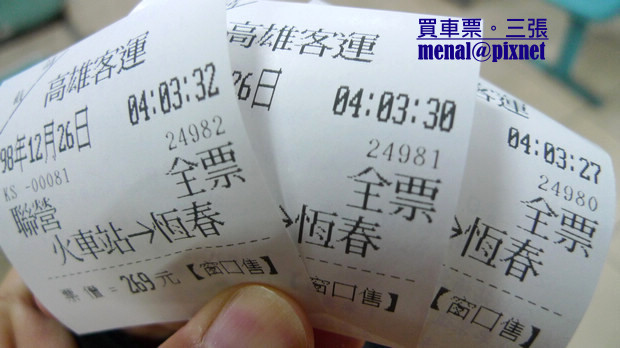 買車票。三張
menal@pixnet
高雄客運
04:03:32
98年12月26日
24982
KS -00081
全票
聯營
火車站→恆春
票價=269元【窗口售】
高雄客運
26日
04:03:30
24981
全票
恆春
窗口售】
客運
04:03:27
24980
全票
→恆春
【窗口售】